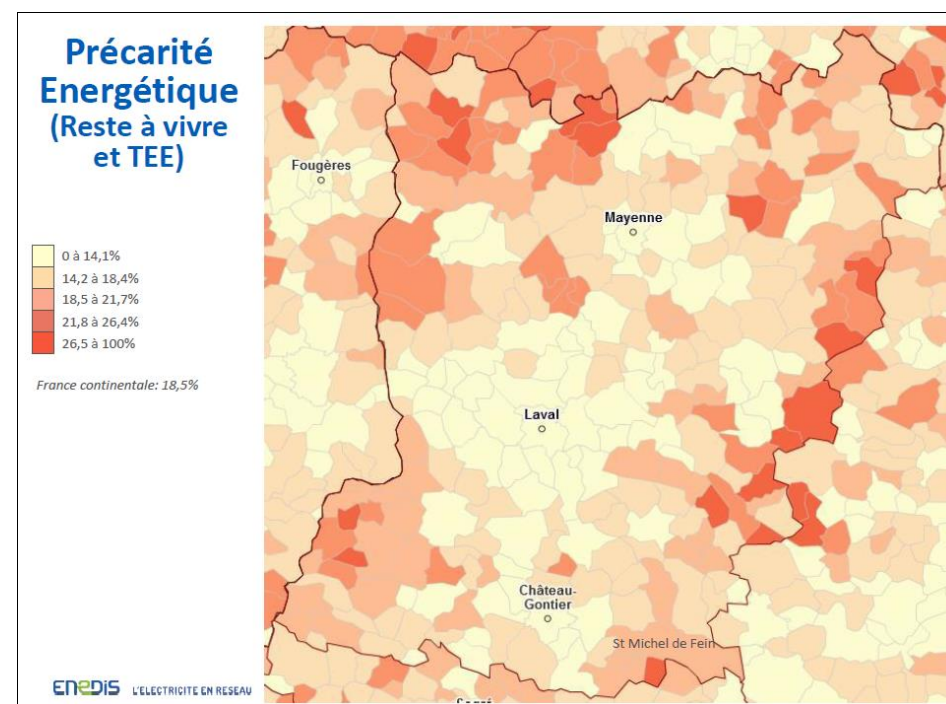 Précarité
Energétique
(Reste à vivre
et TEE)
0 à 14,1%
14,2 à 18,4%
18,5 à 21,7%
21,8 à 26,4%
26,5 à 100%
France continentale: 18,5%
Fougères
Mayenne
Laval
Château-
Gontier
St Michel de Fein
Segré
ENEDIS L'ELECTRICITE EN RESEAU